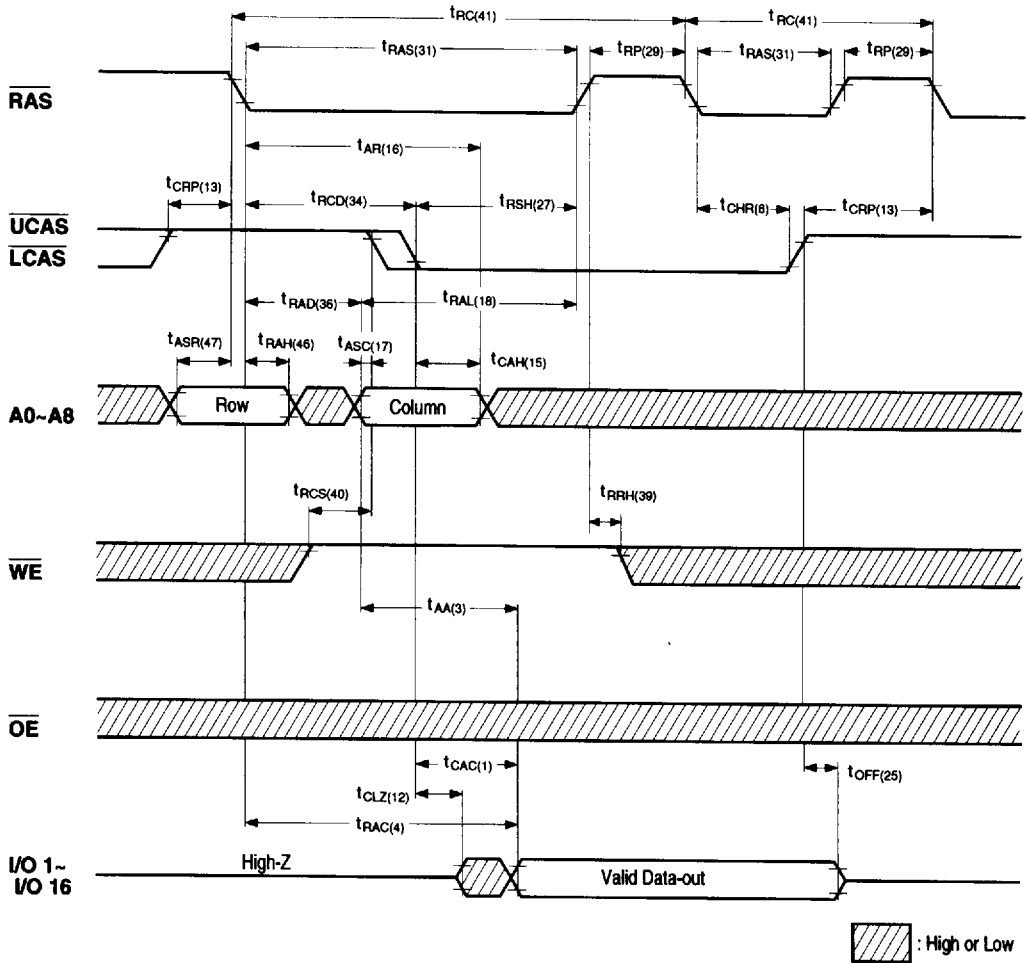 tRC(41) tRC(41)
tRAS(31) tRP(29) tRAS(31) tRP(29)
RAS
tAR(16)
tCRP(13) tRCD(34) tRSH(27) tCHR(8) tCRP(13)
UCAS
LCAS
tRAD(36) tRAL(18)
tASR(47) tRAH(46) tASC(17) tCAH(15)
A0~A8 Row Column
tRCS(40) tRRH(39)
WE
tAA(3)
OE
tCAC(1) tOFF(25)
tCLZ(12)
tRAC(4)
I/O 1~ High-Z
I/O 16 Valid Data-out
: High or Low